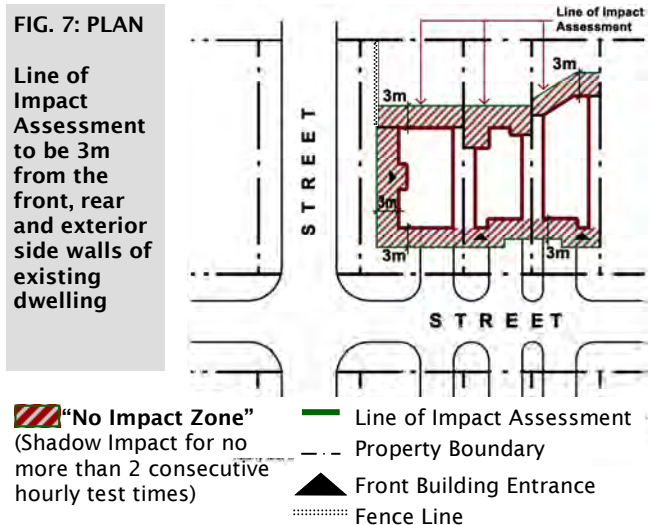 FIG. 7: PLAN
Line of
Impact
Assessment
to be 3m
from the
front, rear
and exterior
side walls of
existing
dwelling
Line of Impact
Assessment
3m
3m
3m
3m
3m
STREET
STREET
"No Impact Zone"
(Shadow Impact for no
more than 2 consecutive
hourly test times)
Line of Impact Assessment
Property Boundary
Front Building Entrance
Fence Line